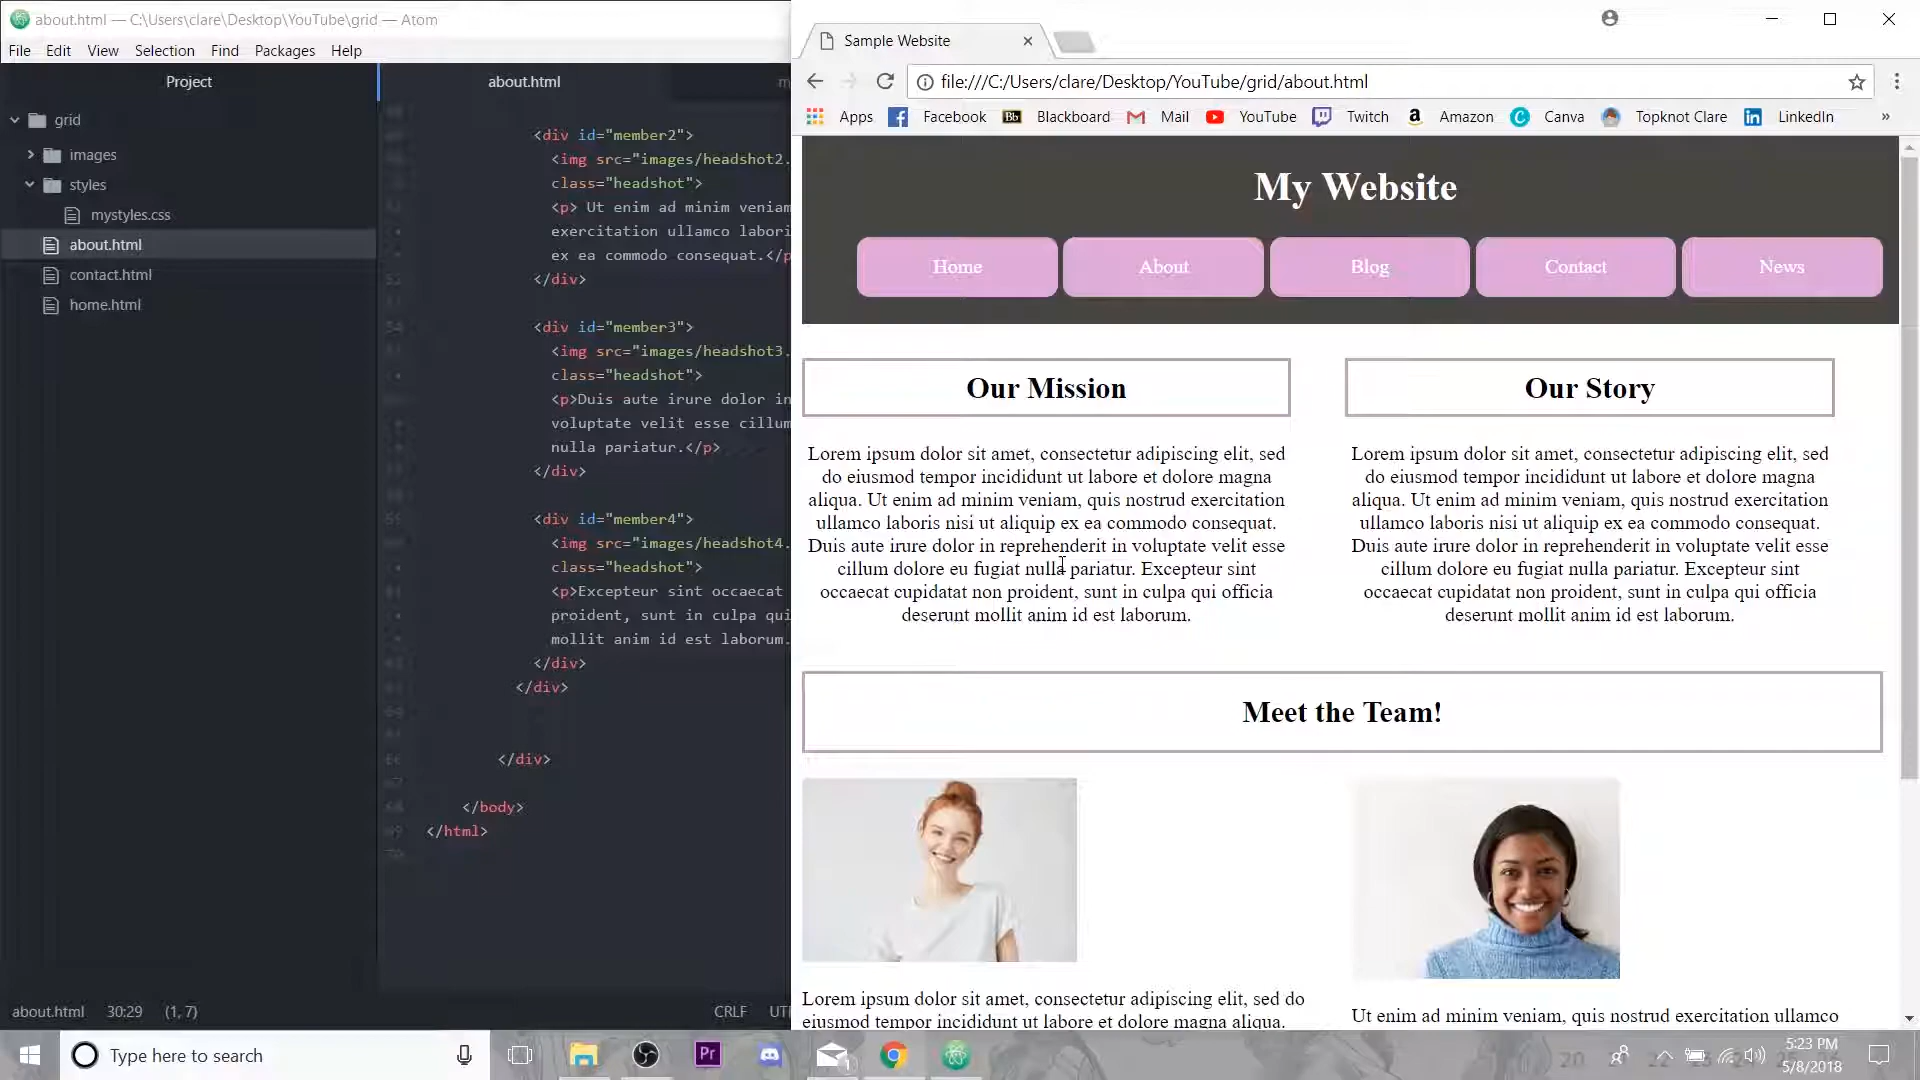 about.html — C:\Users\clare\Desktop\YouTube\grid — Atom
File Edit View Selection Find Packages Help
Project
grid
images
styles
mystyles.css
about.html
contact.html
home.html
about.html
<div id="member2">
<img src="images/headshot2.
class="headshot">
<p> Ut enim ad minim veniam
exercitation ullamco labori
ex ea commodo consequat.</p
</div>
<div id="member3">
<img src="images/headshot3.
class="headshot">
<p>Duis aute irure dolor in
voluptate velit esse cillum
nulla pariatur.</p>
</div>
<div id="member4">
<img src="images/headshot4.
class="headshot">
<p>Excepteur sint occaecat
proident, sunt in culpa qui
mollit anim id est laborum.
</div>
</div>
</div>
</body>
</html>
about.html 30:29 (1, 7) CRLF
Sample Website
file:///C:/Users/clare/Desktop/YouTube/grid/about.html
Apps Facebook Bb Blackboard Mail YouTube Twitch Amazon Canva Topknot Clare LinkedIn »
My Website
Home About Blog Contact News
Our Mission
Lorem ipsum dolor sit amet, consectetur adipiscing elit, sed
do eiusmod tempor incididunt ut labore et dolore magna
aliqua. Ut enim ad minim veniam, quis nostrud exercitation
ullamco laboris nisi ut aliquip ex ea commodo consequat.
Duis aute irure dolor in reprehenderit in voluptate velit esse
cillum dolore eu fugiat nulla pariatur. Excepteur sint
occaecat cupidatat non proident, sunt in culpa qui officia
deserunt mollit anim id est laborum.
Our Story
Lorem ipsum dolor sit amet, consectetur adipiscing elit, sed
do eiusmod tempor incididunt ut labore et dolore magna
aliqua. Ut enim ad minim veniam, quis nostrud exercitation
ullamco laboris nisi ut aliquip ex ea commodo consequat.
Duis aute irure dolor in reprehenderit in voluptate velit esse
cillum dolore eu fugiat nulla pariatur. Excepteur sint
occaecat cupidatat non proident, sunt in culpa qui officia
deserunt mollit anim id est laborum.
Meet the Team!
Lorem ipsum dolor sit amet, consectetur adipiscing elit, sed do
eiusmod tempor incididunt ut labore et dolore magna aliqua.
Ut enim ad minim veniam, quis nostrud exercitation ullamco
Type here to search
Pr
5:23 PM
5/8/2018